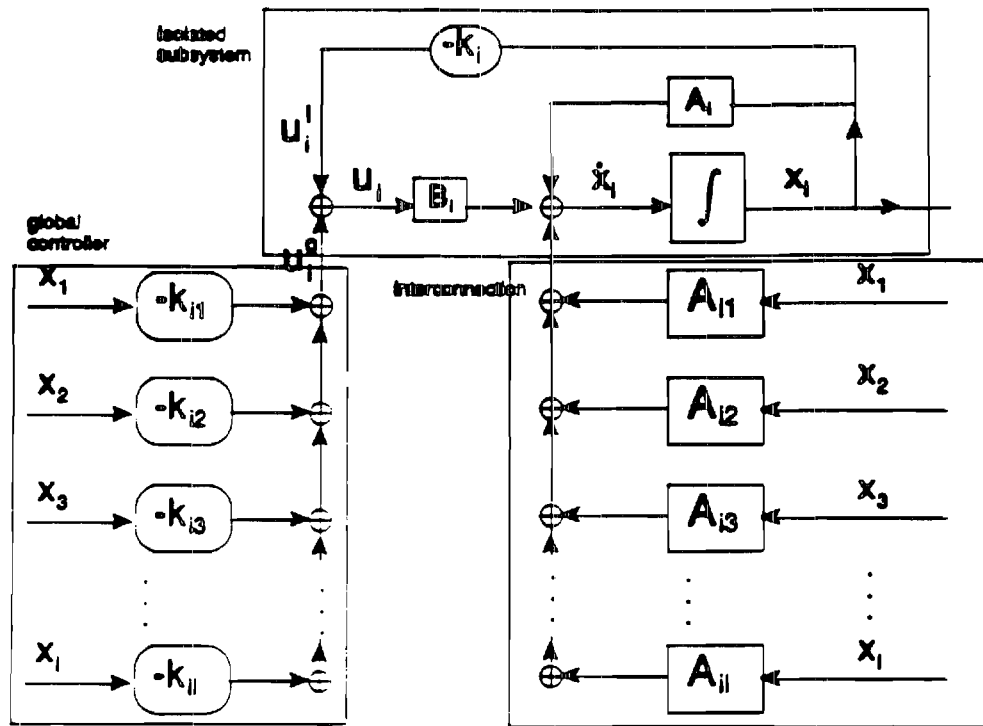 isolated
subsystem
-k_i
A_i
u_i^l
u_i
B_i
ẋ_i
∫
x_i
global
controller
u_i^g
interconnection
x_1
-k_i1
A_i1
x_1
x_2
-k_i2
A_i2
x_2
x_3
-k_i3
A_i3
x_3
x_l
-k_il
A_il
x_l